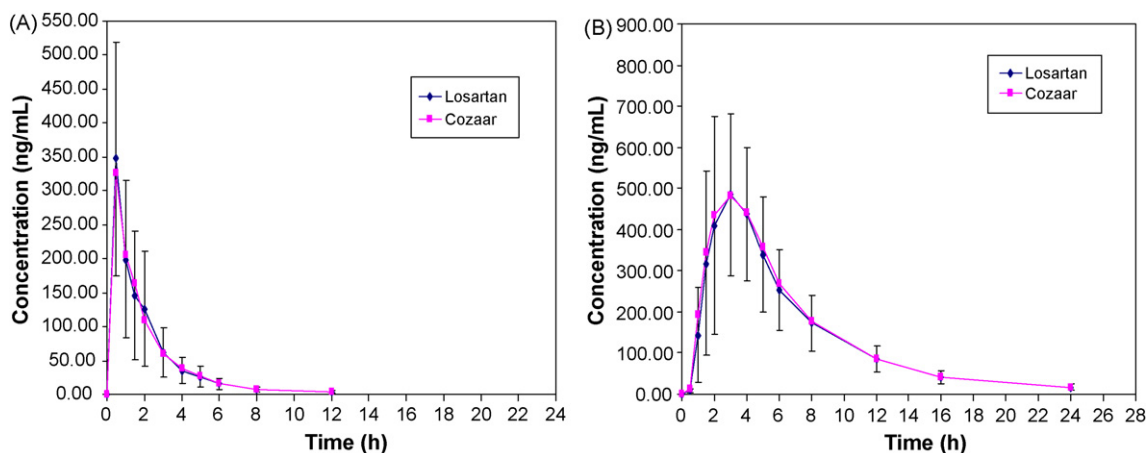 (A)
550.00
500.00
450.00
400.00
350.00
300.00
250.00
200.00
150.00
100.00
50.00
0.00
Concentration (ng/mL)
Losartan
Cozaar
0 2 4 6 8 10 12 14 16 18 20 22 24
Time (h)
(B)
900.00
800.00
700.00
600.00
500.00
400.00
300.00
200.00
100.00
0.00
Concentration (ng/mL)
Losartan
Cozaar
0 2 4 6 8 10 12 14 16 18 20 22 24 26 28
Time (h)